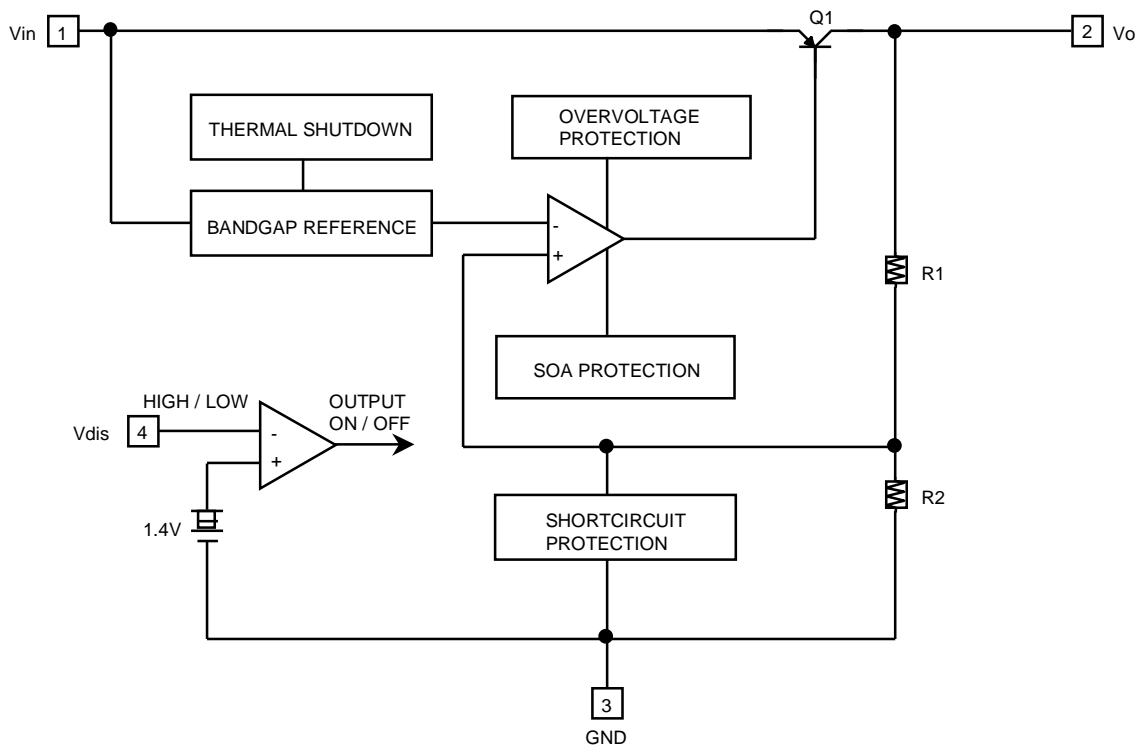 Q1
Vin 1
2 Vo
THERMAL SHUTDOWN
OVERVOLTAGE
PROTECTION
BANDGAP REFERENCE
-
+
R1
SOA PROTECTION
HIGH / LOW
OUTPUT
ON / OFF
Vdis 4
-
+
1.4V
SHORTCIRCUIT
PROTECTION
R2
3
GND